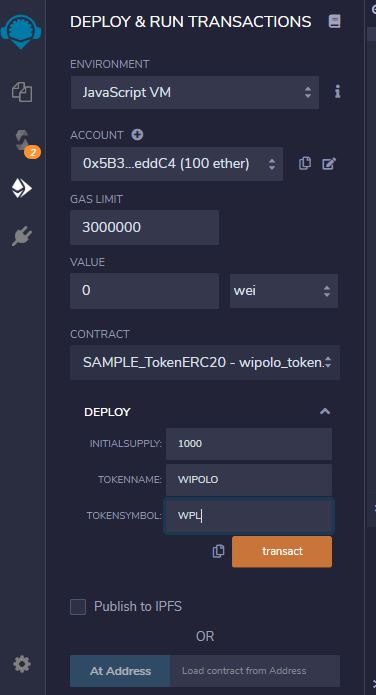 DEPLOY & RUN TRANSACTIONS
ENVIRONMENT
JavaScript VM
2
ACCOUNT
0x5B3...eddC4 (100 ether)
GAS LIMIT
3000000
VALUE
0 wei
CONTRACT
SAMPLE_TokenERC20 - wipolo_token.
DEPLOY
INITIALSUPPLY: 1000
TOKENNAME: WIPOLO
TOKENSYMBOL: WPL
transact
Publish to IPFS
OR
At Address Load contract from Address